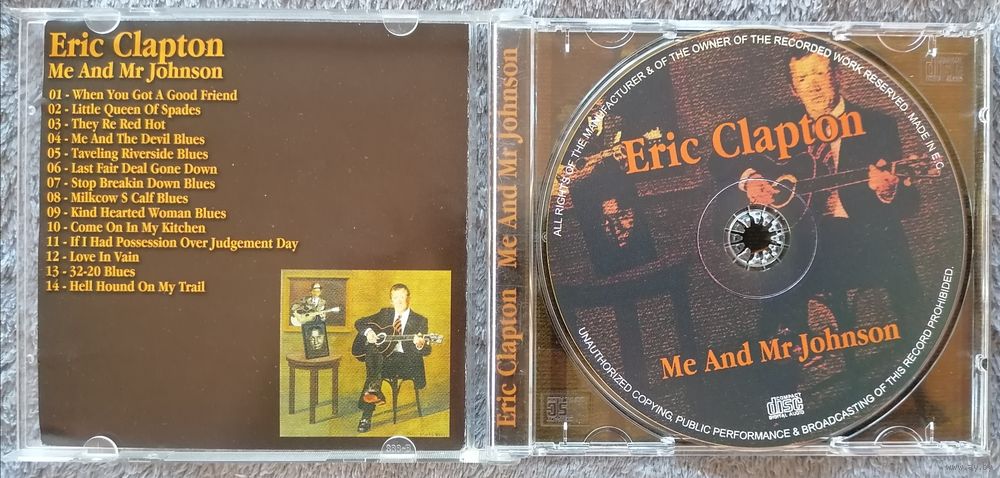 Eric Clapton
Me And Mr Johnson
01 - When You Got A Good Friend
02 - Little Queen Of Spades
03 - They Re Red Hot
04 - Me And The Devil Blues
05 - Taveling Riverside Blues
06 - Last Fair Deal Gone Down
07 - Stop Breakin Down Blues
08 - Milkcow S Calf Blues
09 - Kind Hearted Woman Blues
10 - Come On In My Kitchen
11 - If I Had Possession Over Judgement Day
12 - Love In Vain
13 - 32-20 Blues
14 - Hell Hound On My Trail
Eric Clapton Me And Mr Johnson
ALL RIGHTS OF THE MANUFACTURER & OF THE OWNER OF THE RECORDED WORK RESERVED. MADE IN E.C.
Eric Clapton
Me And Mr Johnson
COMPACT
disc
DIGITAL AUDIO
UNAUTHORIZED COPYING, PUBLIC PERFORMANCE & BROADCASTING OF THIS RECORD PROHIBITED.
www.ay.by